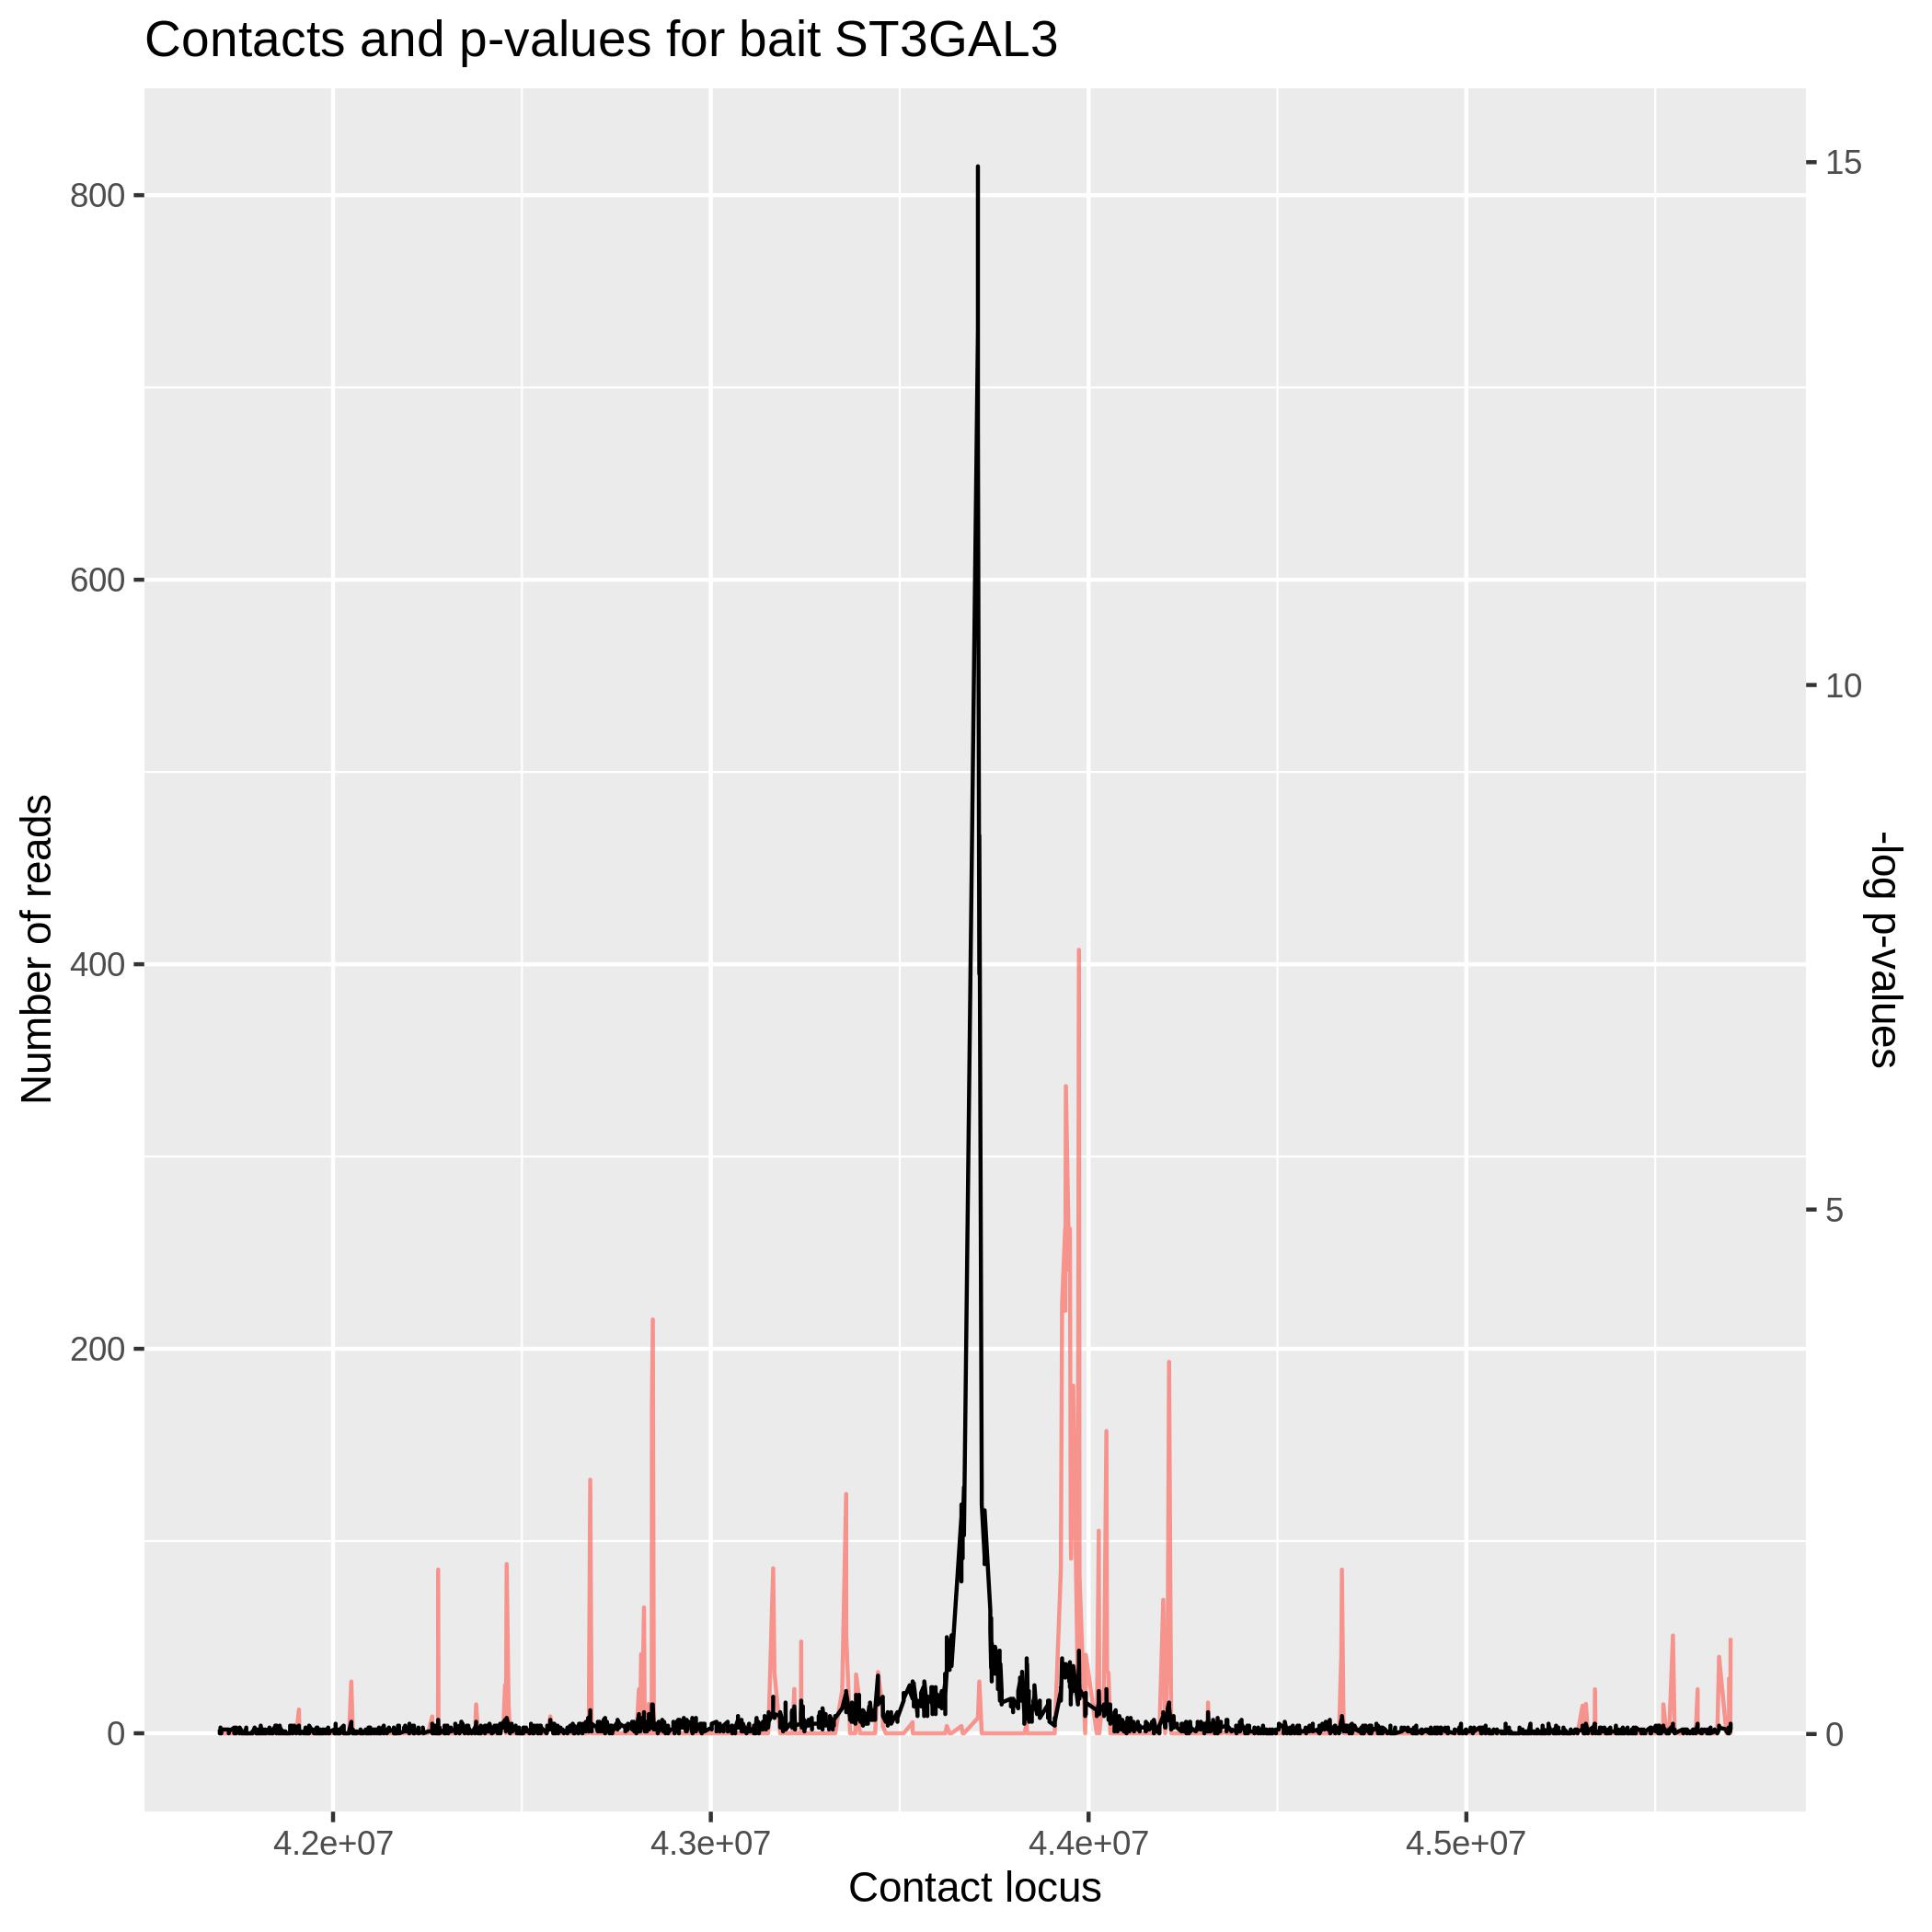 Contacts and p-values for bait ST3GAL3
800
600
400
200
0
Number of reads
15
10
5
0
-log p-values
4.2e+07
4.3e+07
4.4e+07
4.5e+07
Contact locus